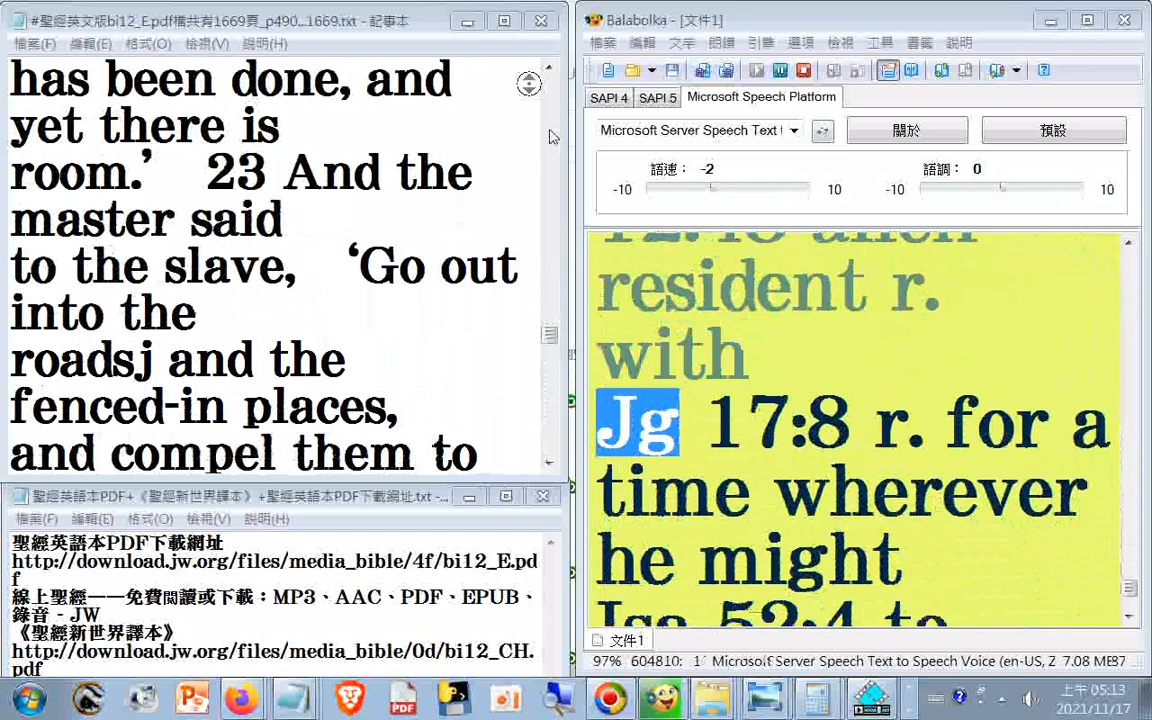 #聖經英文版bi12_E.pdf檔共有1669頁_p490...1669.txt - 記事本
檔案(F) 編輯(E) 格式(O) 檢視(V) 說明(H)
has been done, and
yet there is
room.’ 23 And the
master said
to the slave, ‘Go out
into the
roadsj and the
fenced-in places,
and compel them to
聖經英語本PDF+《聖經新世界譯本》+聖經英語本PDF下載網址.txt - ...
檔案(F) 編輯(E) 格式(O) 檢視(V) 說明(H)
聖經英語本PDF下載網址
http://download.jw.org/files/media_bible/4f/bi12_E.pd
f
線上聖經——免費閱讀或下載：MP3、AAC、PDF、EPUB、
錄音 - JW
《聖經新世界譯本》
http://download.jw.org/files/media_bible/0d/bi12_CH.
pdf
Balabolka - [文件1]
檔案 編輯 文字 朗讀 引擎 選項 檢視 工具 書籤 說明
SAPI 4 SAPI 5 Microsoft Speech Platform
Microsoft Server Speech Text 關於 預設
語速： -2 語調： 0
-10 10 -10 10
resident r.
with
Jg 17:8 r. for a
time wherever
he might
Isa 52:4 to
文件1
97% 604810: Microsoft Server Speech Text to Speech Voice (en-US, Z 7.08 MB
上午 05:13
2021/11/17